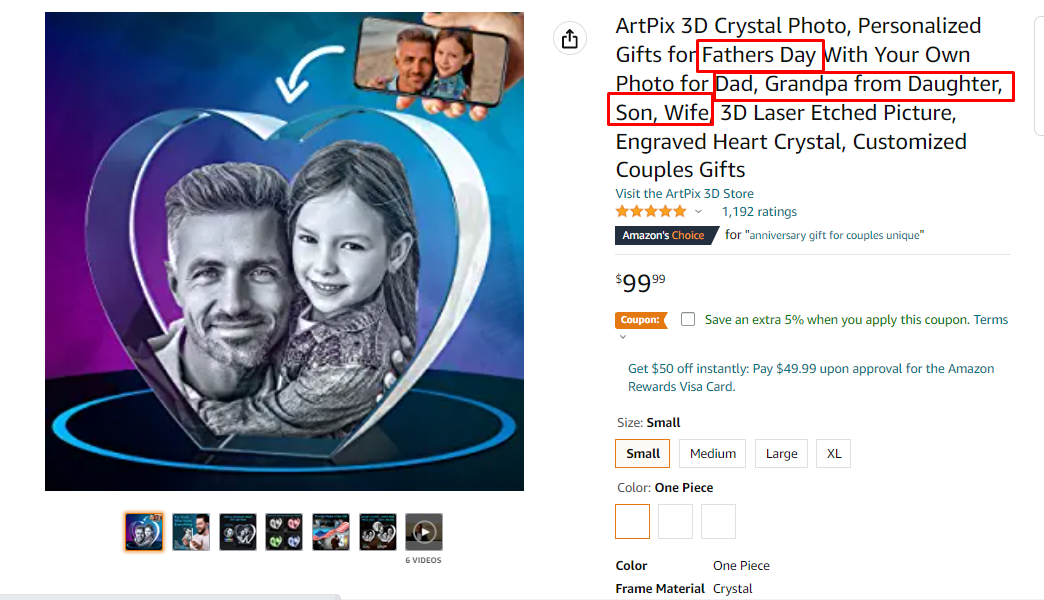 ArtPix 3D Crystal Photo, Personalized
Gifts for Fathers Day With Your Own
Photo for Dad, Grandpa from Daughter,
Son, Wife, 3D Laser Etched Picture,
Engraved Heart Crystal, Customized
Couples Gifts
Visit the ArtPix 3D Store
1,192 ratings
Amazon's Choice for "anniversary gift for couples unique"
$9999
Coupon: Save an extra 5% when you apply this coupon. Terms
Get $50 off instantly: Pay $49.99 upon approval for the Amazon
Rewards Visa Card.
Size: Small
Small Medium Large XL
Color: One Piece
6 VIDEOS
Color One Piece
Frame Material Crystal